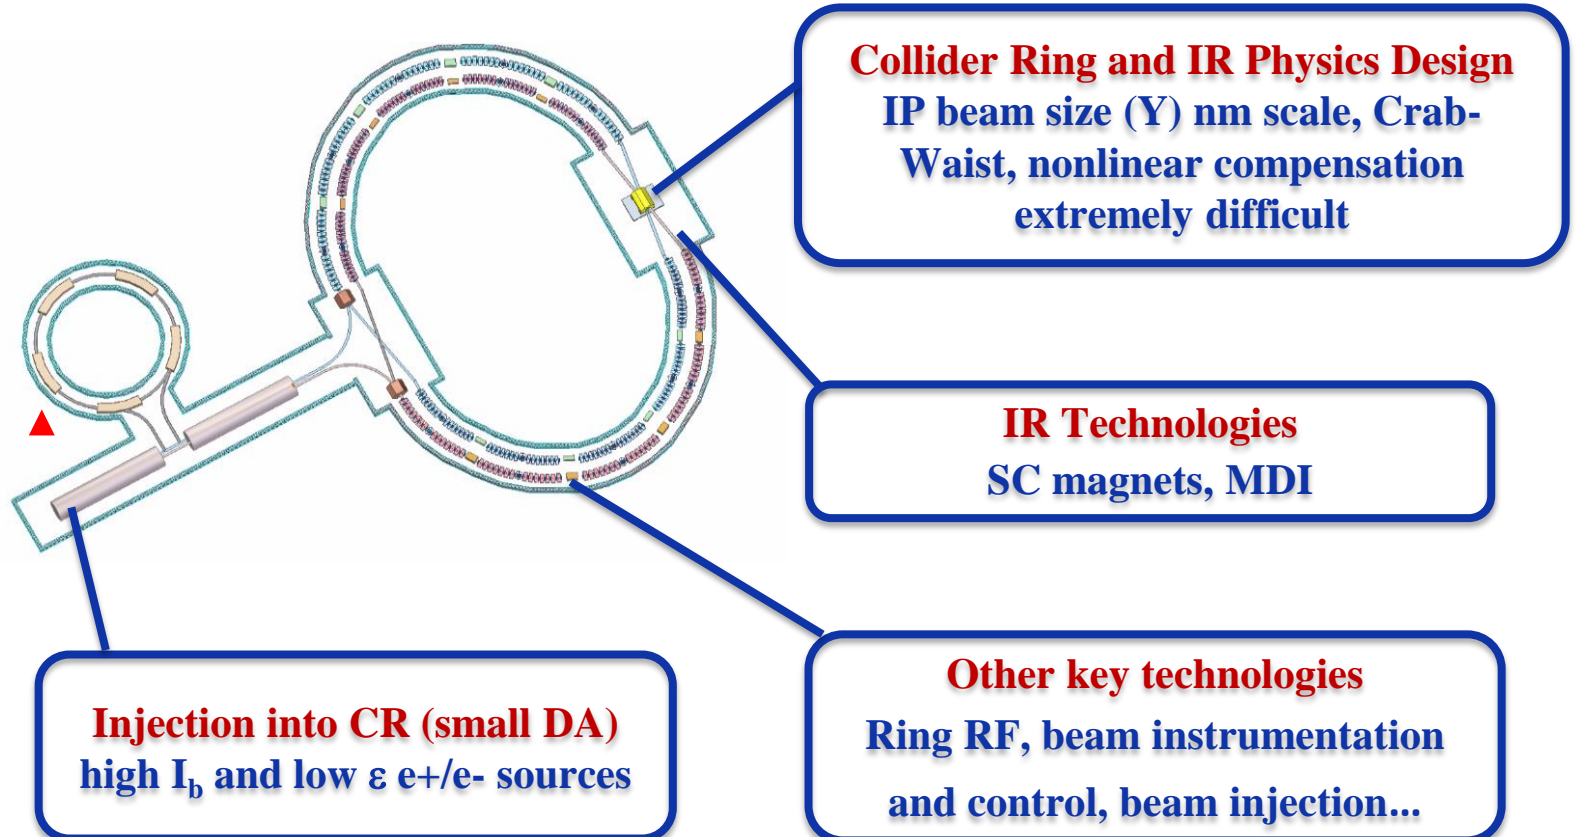 Collider Ring and IR Physics Design
IP beam size (Y) nm scale, Crab-
Waist, nonlinear compensation
extremely difficult
IR Technologies
SC magnets, MDI
Other key technologies
Ring RF, beam instrumentation
and control, beam injection...
Injection into CR (small DA)
high I_b and low ε e+/e- sources